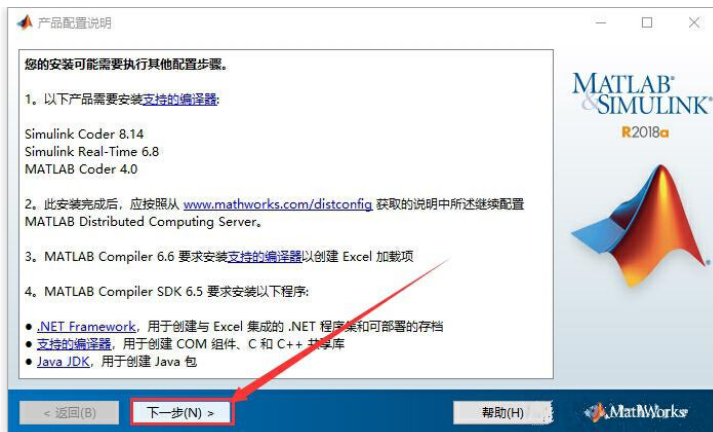 产品配置说明
您的安装可能需要执行其他配置步骤。
MATLAB®
&SIMULINK®
R2018a
1。以下产品需要安装支持的编译器:
Simulink Coder 8.14
Simulink Real-Time 6.8
MATLAB Coder 4.0
2。此安装完成后，应按照从 www.mathworks.com/distconfig 获取的说明中所述继续配置
MATLAB Distributed Computing Server。
3。MATLAB Compiler 6.6 要求安装支持的编译器以创建 Excel 加载项
4。MATLAB Compiler SDK 6.5 要求安装以下程序:
● .NET Framework，用于创建与 Excel 集成的 .NET 程序集和可部署的存档
● 支持的编译器，用于创建 COM 组件、C 和 C++ 共享库
● Java JDK，用于创建 Java 包
< 返回(B)
下一步(N) >
帮助(H)
MathWorks®